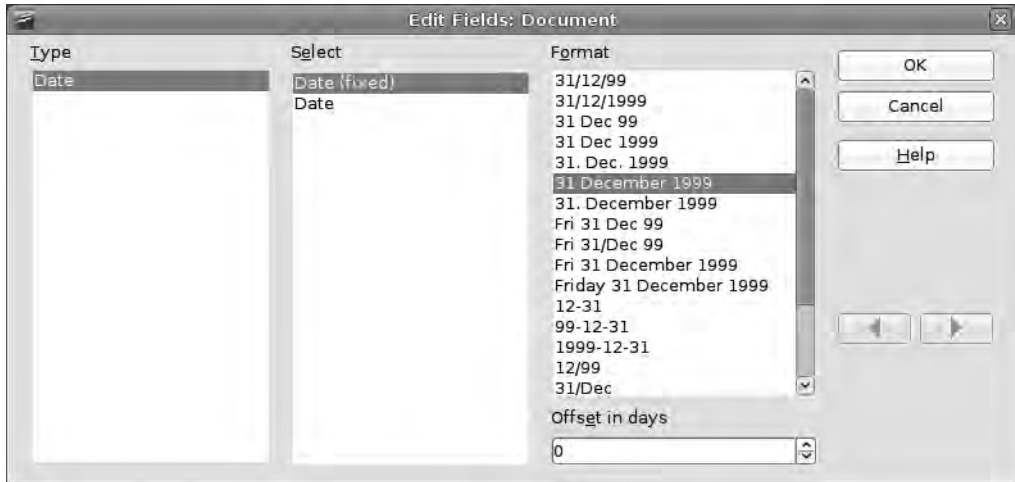 Edit Fields: Document
Type
Date
Select
Date (fixed)
Date
Format
31/12/99
31/12/1999
31 Dec 99
31 Dec 1999
31. Dec. 1999
31 December 1999
31. December 1999
Fri 31 Dec 99
Fri 31/Dec 99
Fri 31 December 1999
Friday 31 December 1999
12-31
99-12-31
1999-12-31
12/99
31/Dec
Offset in days
0
OK
Cancel
Help